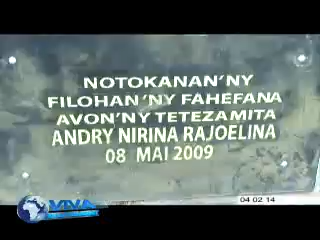 NOTOKANAN'NY
FILOHAN'NY FAHEFANA
AVON'NY TETEZAMITA
ANDRY NIRINA RAJOELINA
08 MAI 2009
VIVA
04 02 14